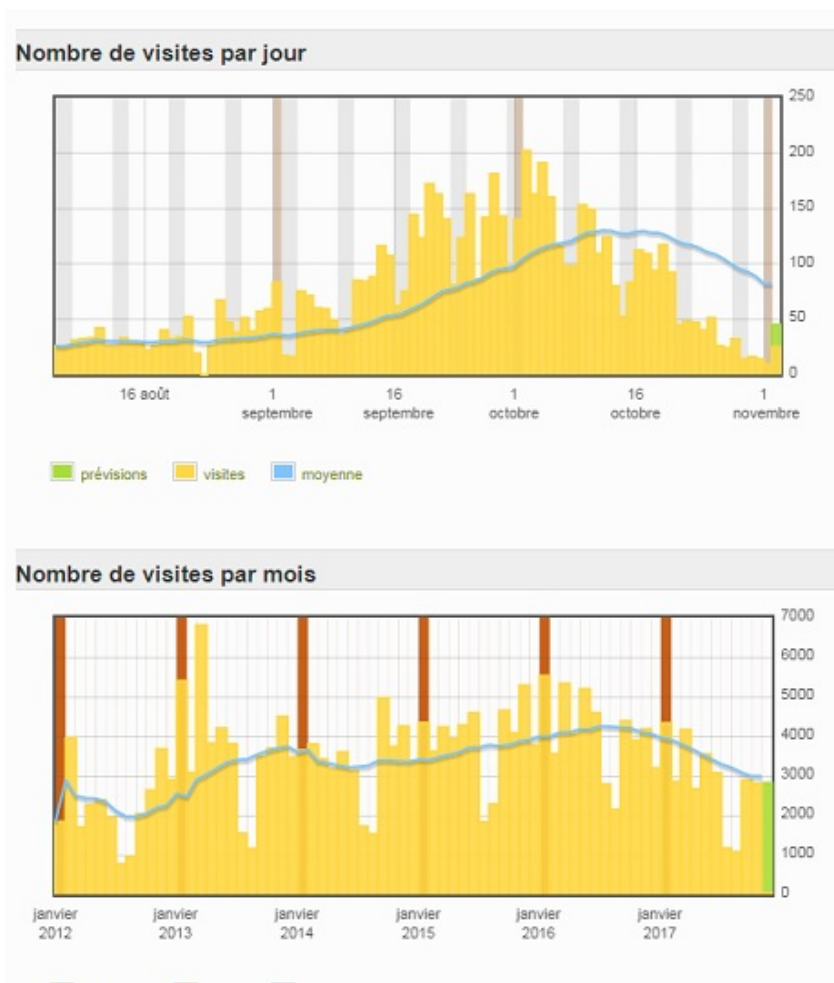 Nombre de visites par jour
250
200
150
100
50
0
16 août
1 septembre
16 septembre
1 octobre
16 octobre
1 novembre
prévisions visites moyenne
Nombre de visites par mois
7000
6000
5000
4000
3000
2000
1000
0
janvier janvier janvier janvier janvier janvier
2012 2013 2014 2015 2016 2017